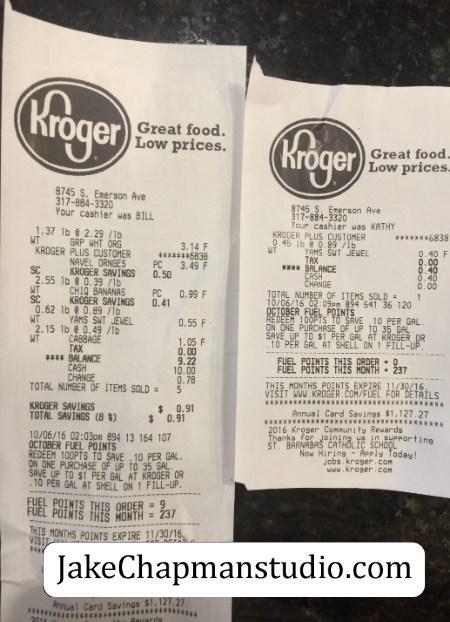 Kroger
Great food.
Low prices.
8745 S. Emerson Ave
317-884-3320
Your cashier was BILL
1.37 lb @ 2.29 /lb
WT GRP WHT ORG 3.14 F
KROGER PLUS CUSTOMER *******6838
NAVEL ORNGES PC 3.49 F
SC KROGER SAVINGS 0.50
2.55 lb @ 0.39 /lb
WT CHIQ BANANAS PC 0.99 F
SC KROGER SAVINGS 0.41
0.62 lb @ 0.89 /lb
WT YAMS SWT JEWEL 0.55 F
2.15 lb @ 0.49 /lb
WT CABBAGE 1.05 F
TAX 0.00
**** BALANCE 9.22
CASH 10.00
CHANGE 0.78
TOTAL NUMBER OF ITEMS SOLD = 5
KROGER SAVINGS $ 0.91
TOTAL SAVINGS (8 %) $ 0.91
10/06/16 02:03pm 894 13 164 107
OCTOBER FUEL POINTS
REDEEM 100PTS TO SAVE .10 PER GAL.
ON ONE PURCHASE OF UP TO 35 GAL
SAVE UP TO $1 PER GAL AT KROGER OR
.10 PER GAL AT SHELL ON 1 FILL-UP.
FUEL POINTS THIS ORDER = 9
FUEL POINTS THIS MONTH = 237
THIS MONTHS POINTS EXPIRE 11/30/16
VISIT
Annual Card Savings $1,127.27
Kroger
Great food.
Low prices.
8745 S. Emerson Ave
317-884-3320
Your cashier was KATHY
KROGER PLUS CUSTOMER *******6838
0.45 lb @ 0.89 /lb
WT YAMS SWT JEWEL 0.40 F
TAX 0.00
**** BALANCE 0.40
CASH 0.40
CHANGE 0.00
TOTAL NUMBER OF ITEMS SOLD = 1
10/06/16 02:09pm 894 541 36 120
OCTOBER FUEL POINTS
REDEEM 100PTS TO SAVE .10 PER GAL.
ON ONE PURCHASE OF UP TO 35 GAL
SAVE UP TO $1 PER GAL AT KROGER OR
.10 PER GAL AT SHELL ON 1 FILL-UP.
FUEL POINTS THIS ORDER = 0
FUEL POINTS THIS MONTH = 237
THIS MONTHS POINTS EXPIRE 11/30/16
VISIT WWW.KROGER.COM/FUEL FOR DETAILS
Annual Card Savings $1,127.27
2016 Kroger Community Rewards
Thanks for joining us in supporting
ST. BARNABAS CATHOLIC SCHOOL
Now Hiring - Apply Today!
jobs.kroger.com
www.kroger.com
JakeChapmanstudio.com